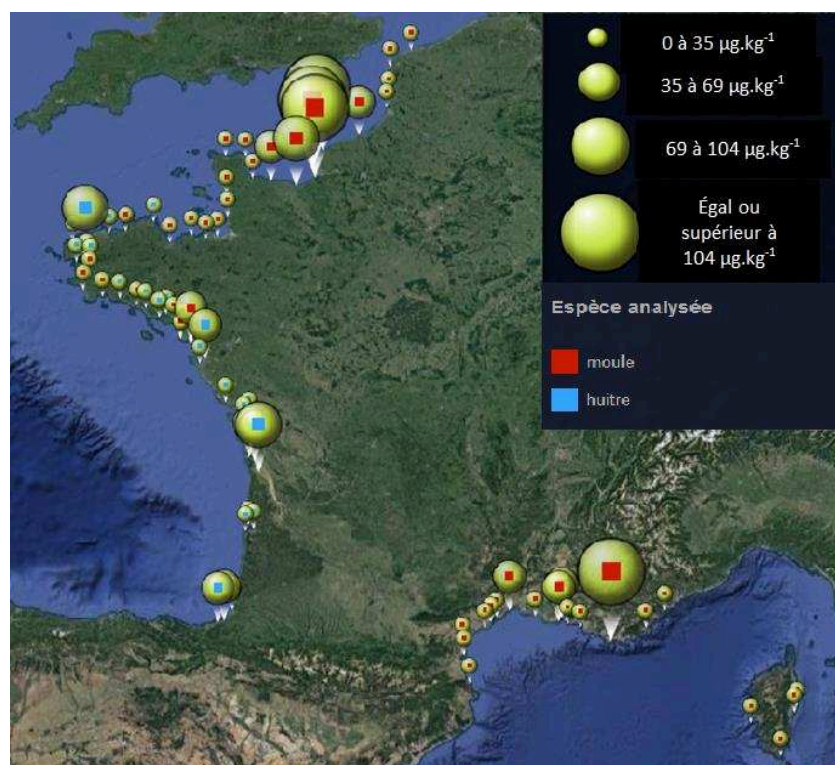 0 à 35 µg.kg⁻¹
35 à 69 µg.kg⁻¹
69 à 104 µg.kg⁻¹
Égal ou
supérieur à
104 µg.kg⁻¹
Espèce analysée
moule
huitre